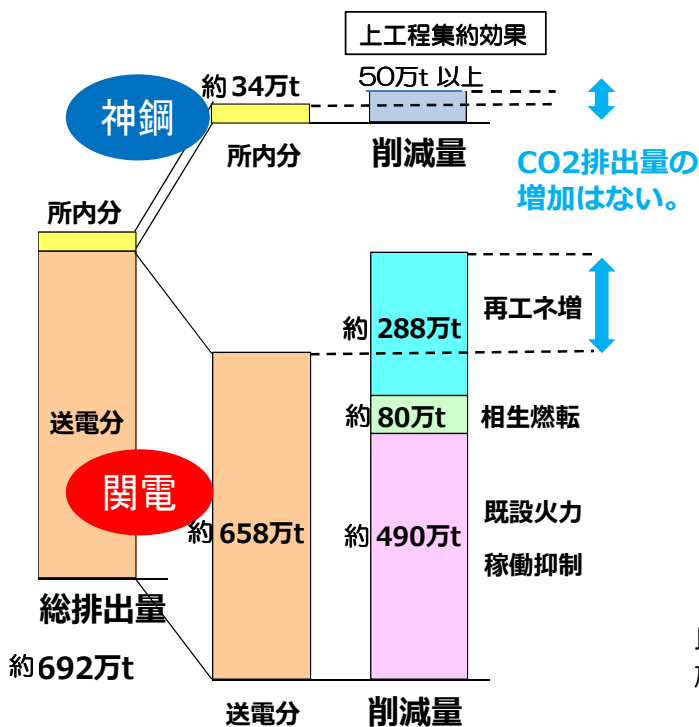 上工程集約効果
約34万t
50万t 以上
神鋼
所内分
削減量
CO2排出量の
増加はない。
所内分
再エネ増
約 288万t
送電分
約 80万t
相生燃転
関電
既設火力
約 658万t
約 490万t
稼働抑制
総排出量
約692万t
送電分
削減量